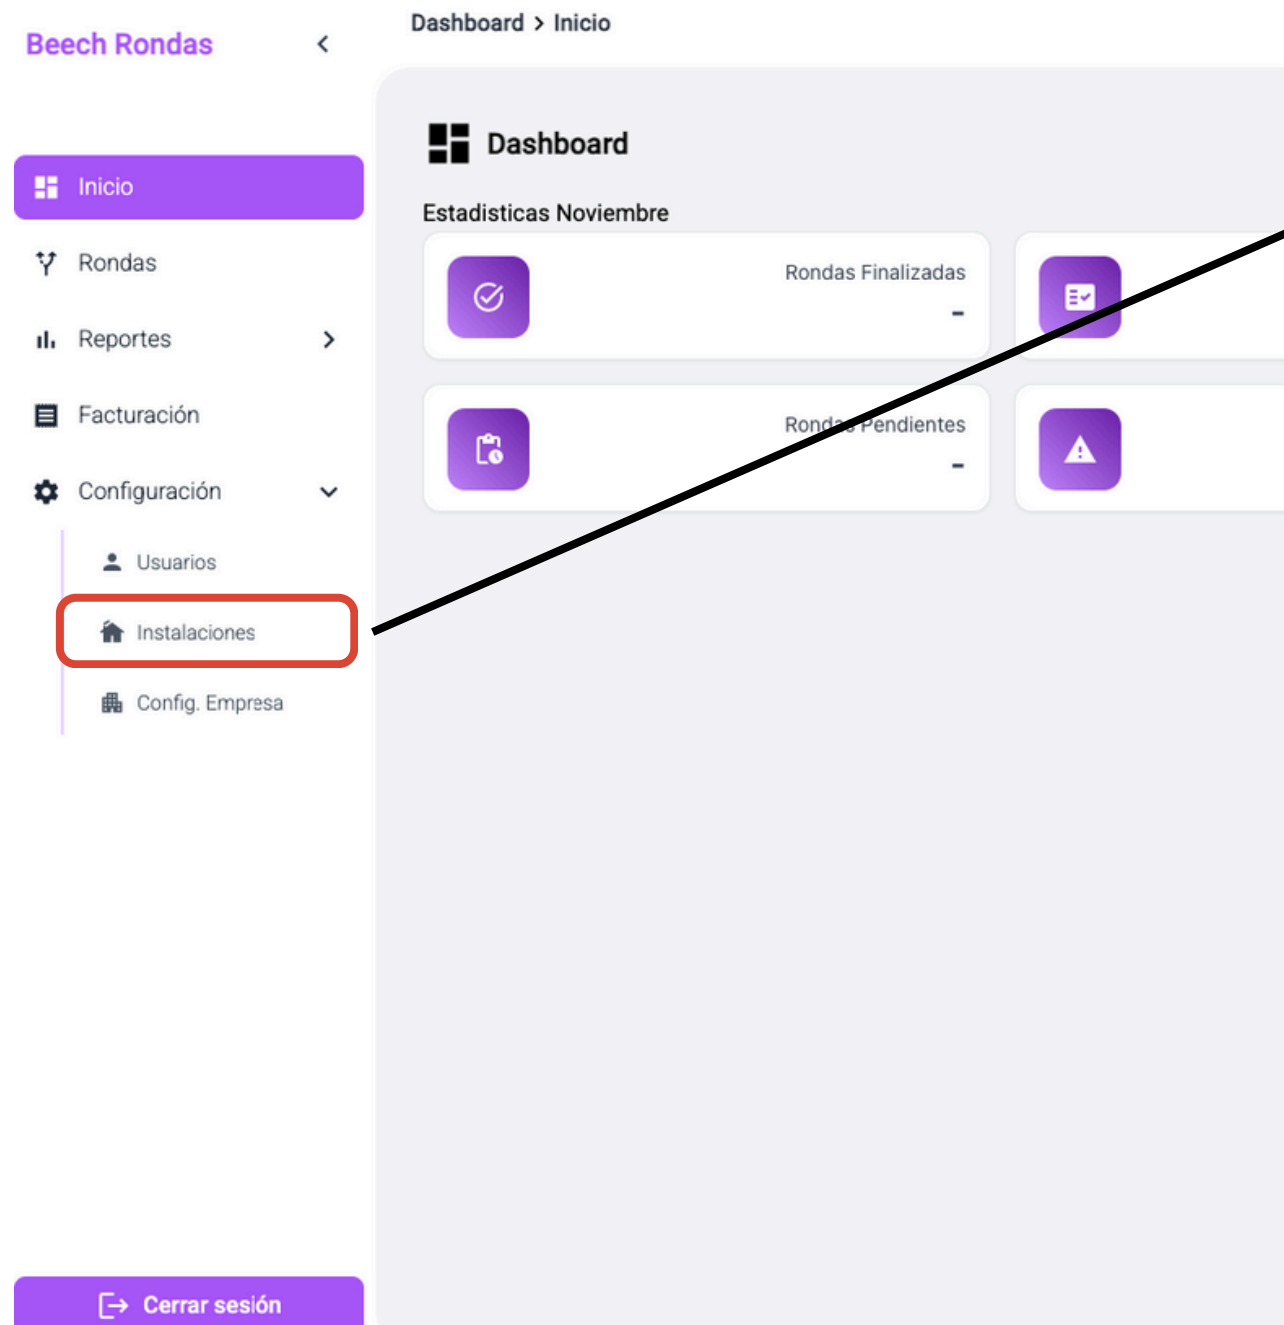 Beech Rondas
Dashboard > Inicio
Inicio
Rondas
Reportes
Facturación
Configuración
Usuarios
Instalaciones
Config. Empresa
Cerrar sesión
Dashboard
Estadisticas Noviembre
Rondas Finalizadas
-
Rondas Pendientes
-